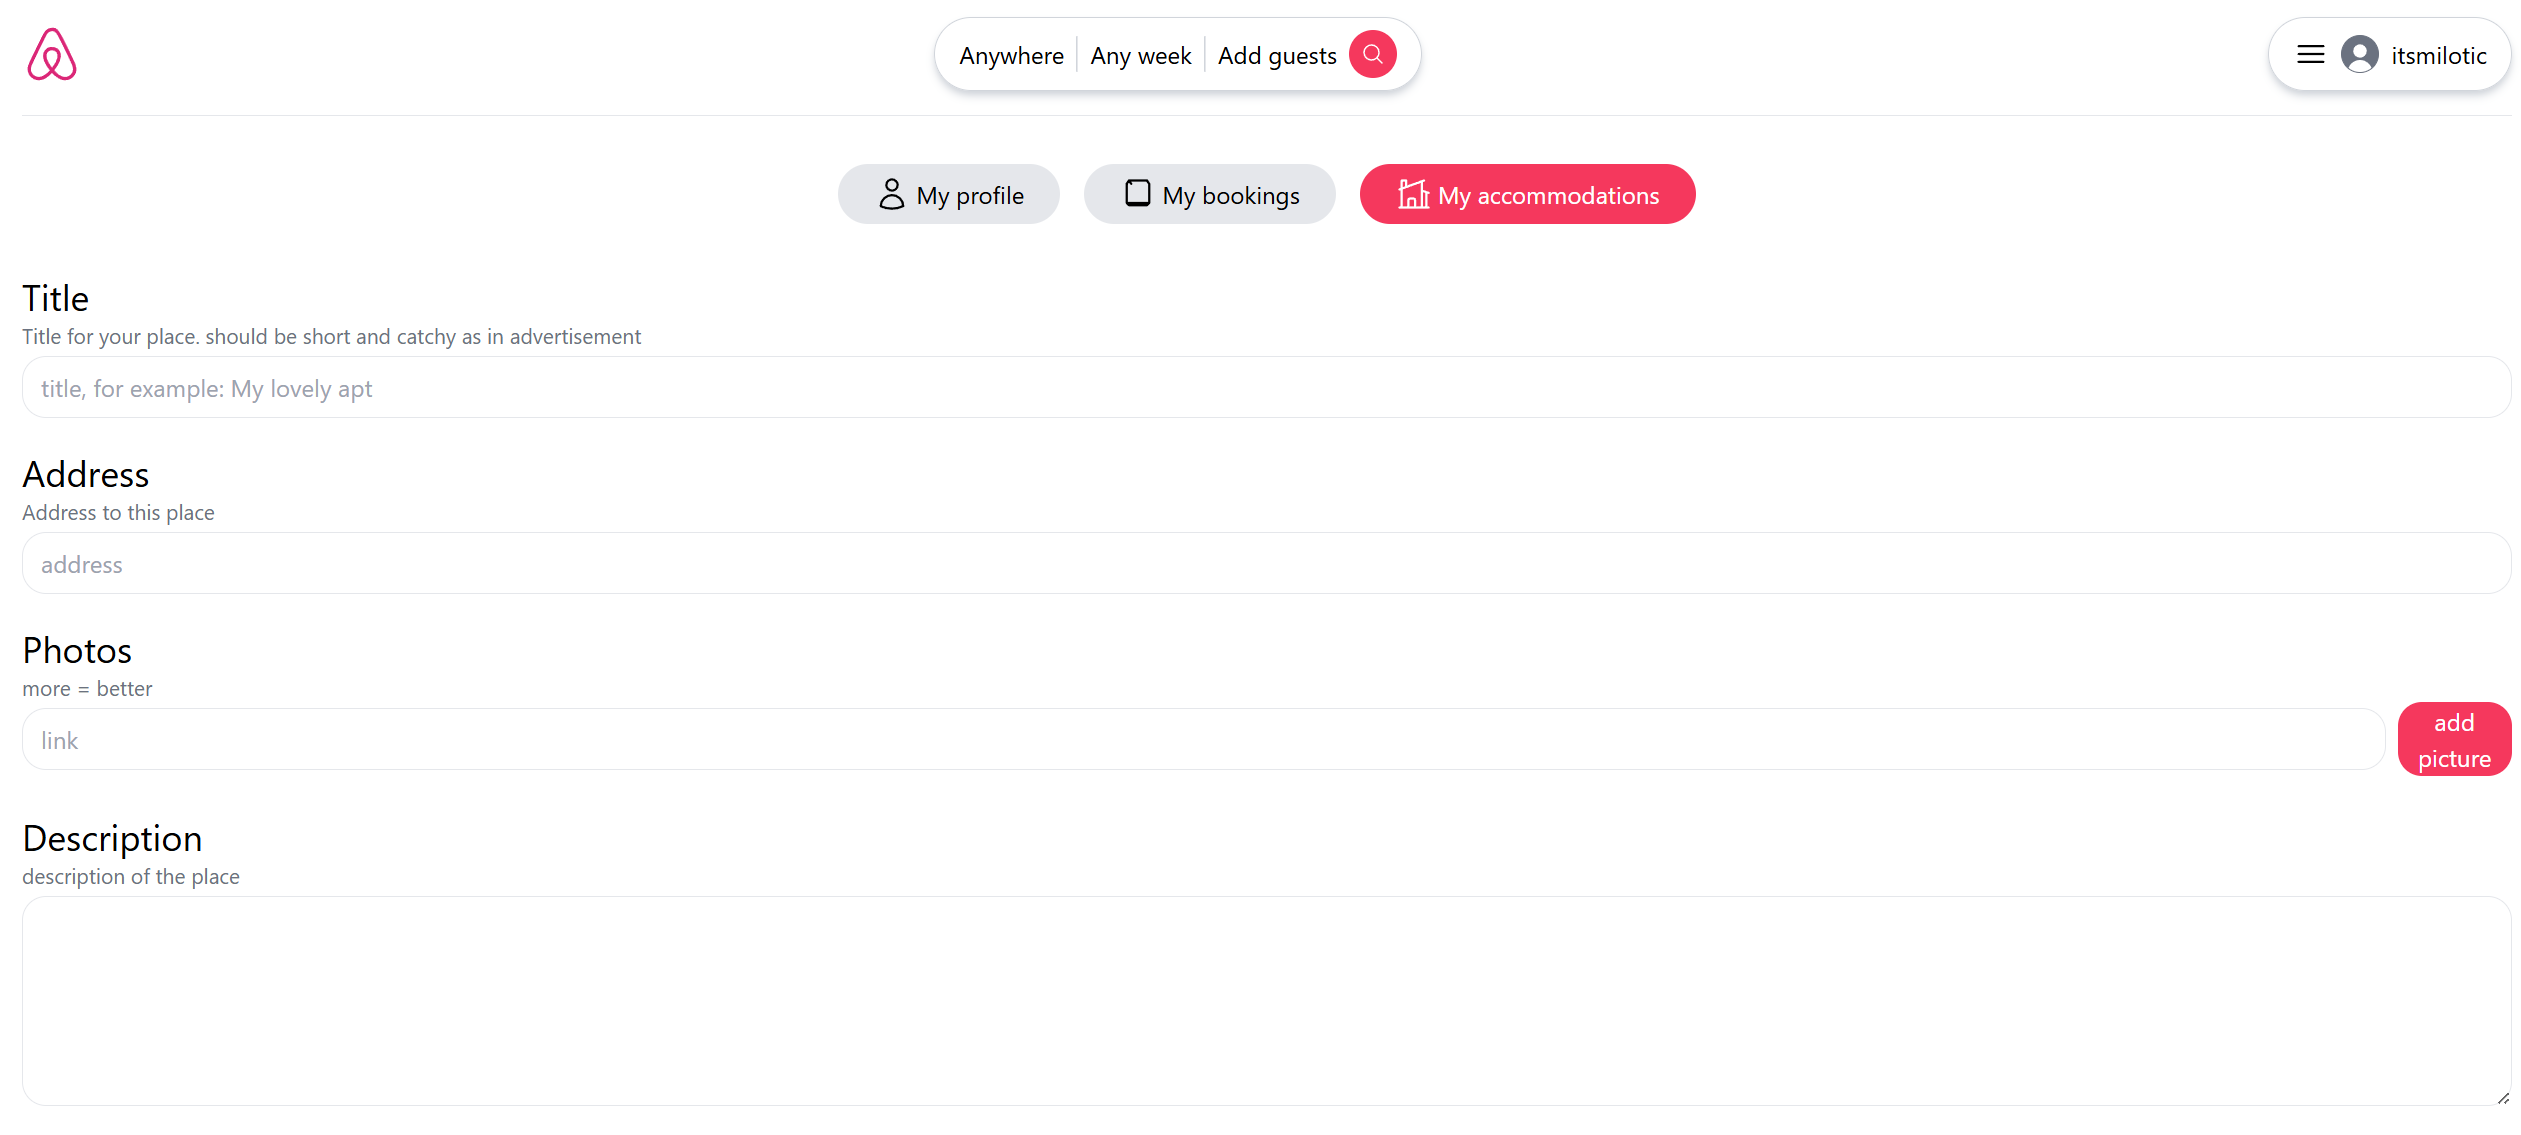 Anywhere Any week Add guests
itsmilotic
My profile My bookings My accommodations
Title
Title for your place. should be short and catchy as in advertisement
title, for example: My lovely apt
Address
Address to this place
address
Photos
more = better
link
add
picture
Description
description of the place